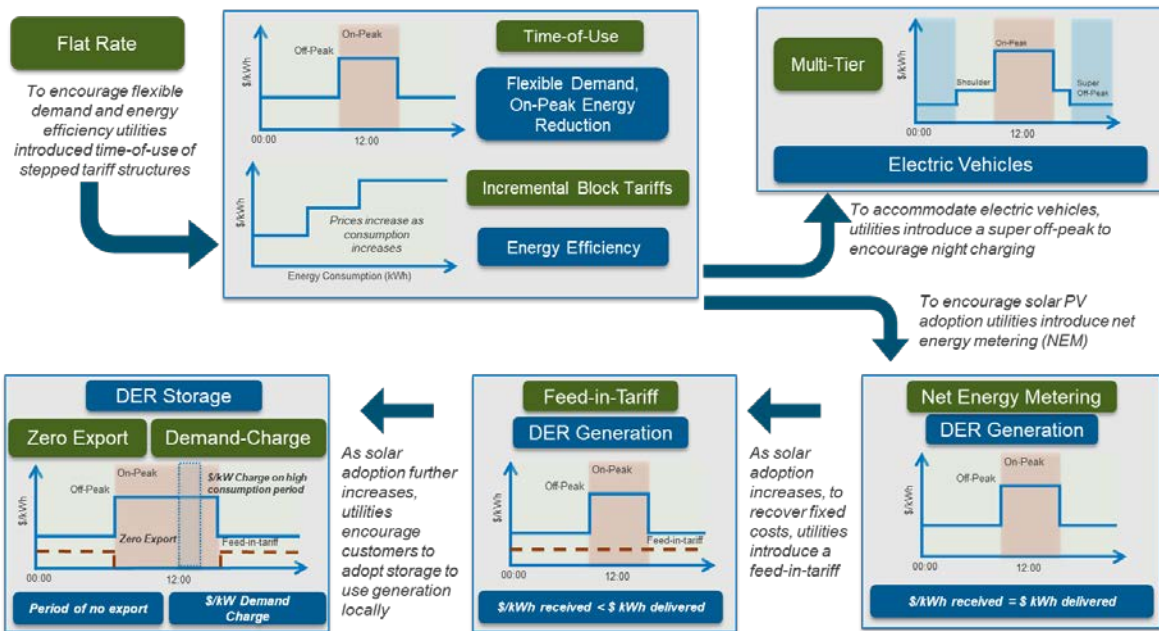 Flat Rate
To encourage flexible
demand and energy
efficiency utilities
introduced time-of-use of
stepped tariff structures
$/kWh
Off-Peak
On-Peak
00:00
12:00
Time-of-Use
Flexible Demand,
On-Peak Energy
Reduction
$/kWh
Prices increase as
consumption
increases
Energy Consumption (kWh)
Incremental Block Tariffs
Energy Efficiency
Multi-Tier
$/kWh
Shoulder
On-Peak
Super
Off-Peak
00:00
12:00
Electric Vehicles
To accommodate electric vehicles,
utilities introduce a super off-peak to
encourage night charging
To encourage solar PV
adoption utilities introduce net
energy metering (NEM)
Net Energy Metering
DER Generation
$/kWh
Off-Peak
On-Peak
00:00
12:00
$/kWh received = $ kWh delivered
As solar
adoption
increases, to
recover fixed
costs, utilities
introduce a
feed-in-tariff
Feed-in-Tariff
DER Generation
$/kWh
Off-Peak
On-Peak
Feed-in-tariff
00:00
12:00
$/kWh received < $ kWh delivered
As solar
adoption further
increases,
utilities
encourage
customers to
adopt storage to
use generation
locally
DER Storage
Zero Export
Demand-Charge
$/kWh
Off-Peak
On-Peak
$/kW Charge on high
consumption period
Zero Export
Feed-in-tariff
00:00
12:00
Period of no export
$/kW Demand
Charge